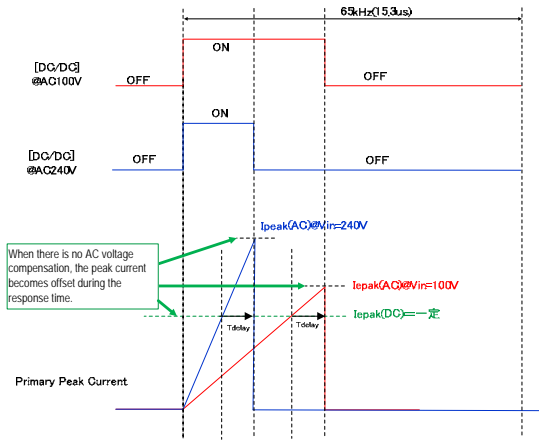 65kHz(15.3us)
ON
[DC/DC]
@AC100V
OFF
OFF
ON
[DC/DC]
@AC240V
OFF
OFF
Ipeak(AC)@Vin=240V
When there is no AC voltage
compensation, the peak current
becomes offset during the
response time.
Iepak(AC)@Vin=100V
Iepak(DC)=一定
Tdelay
Tdelay
Primary Peak Current